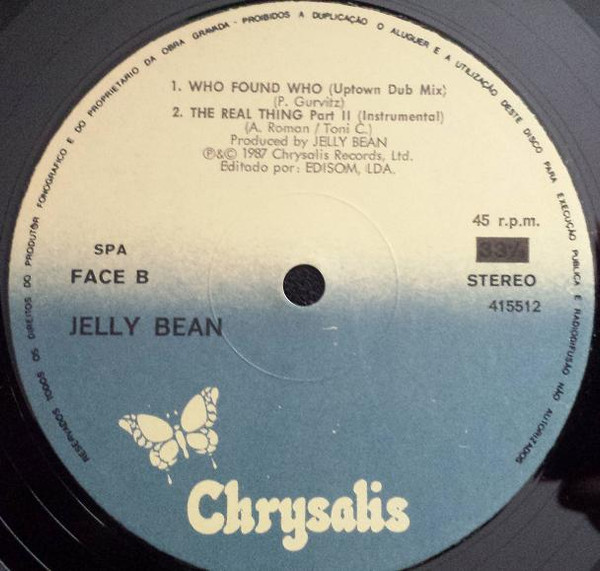 RESERVADOS TODOS OS DIREITOS DO PRODUTOR FONOGRAFICO E DO PROPRIETARIO DA OBRA GRAVADA - PROIBIDOS A DUPLICAÇÃO O ALUGUER E A UTILIZAÇÃO DESTE DISCO PARA EXECUÇÃO PUBLICA E RADIODIFUSÃO NÃO AUTORIZADOS
1. WHO FOUND WHO (Uptown Dub Mix)
(P. Gurvitz)
2. THE REAL THING Part II (Instrumental)
(A. Roman / Toni C.)
Produced by JELLY BEAN
℗&© 1987 Chrysalis Records, Ltd.
Editado por: EDISOM, LDA.
45 r.p.m.
SPA
33⅓
FACE B
STEREO
415512
JELLY BEAN
Chrysalis